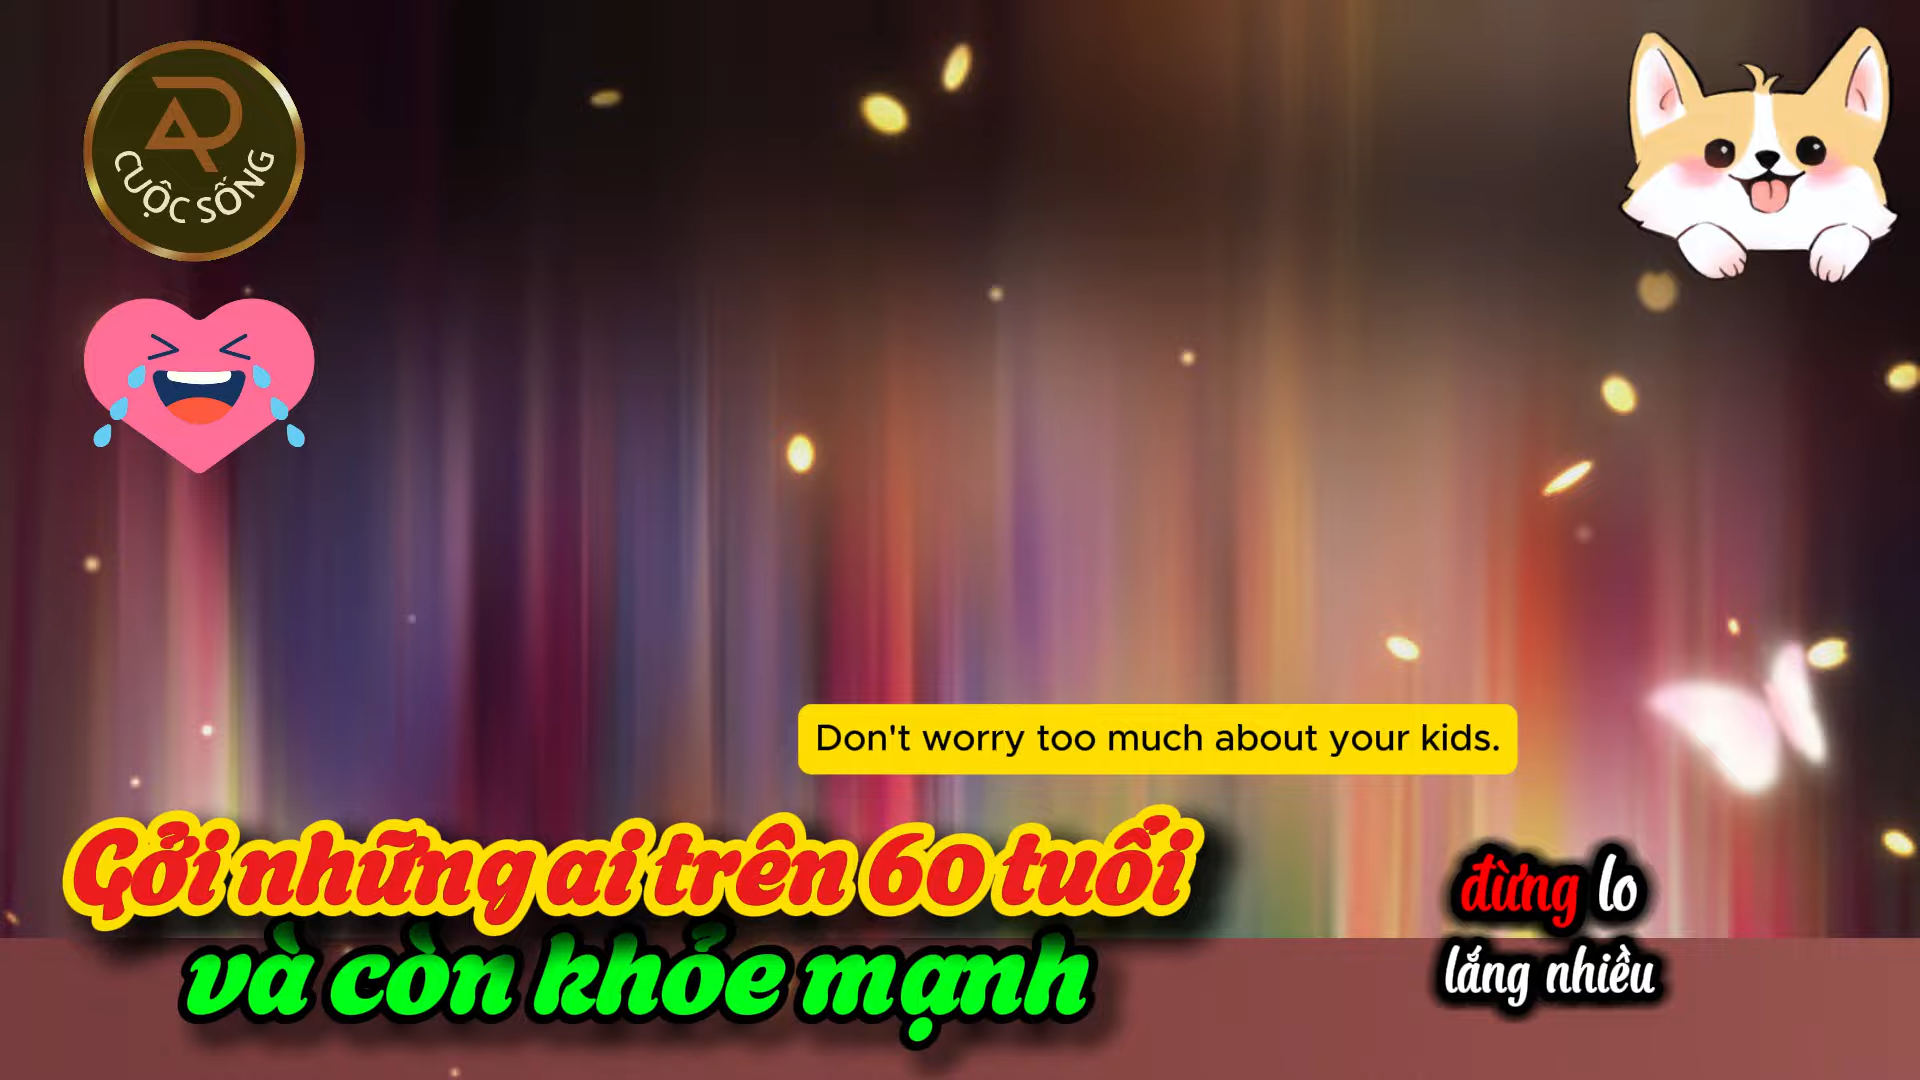 CUỘC SỐNG
Don't worry too much about your kids.
Gởi những ai trên 60 tuổi
và còn khỏe mạnh
đừng lo
lắng nhiều